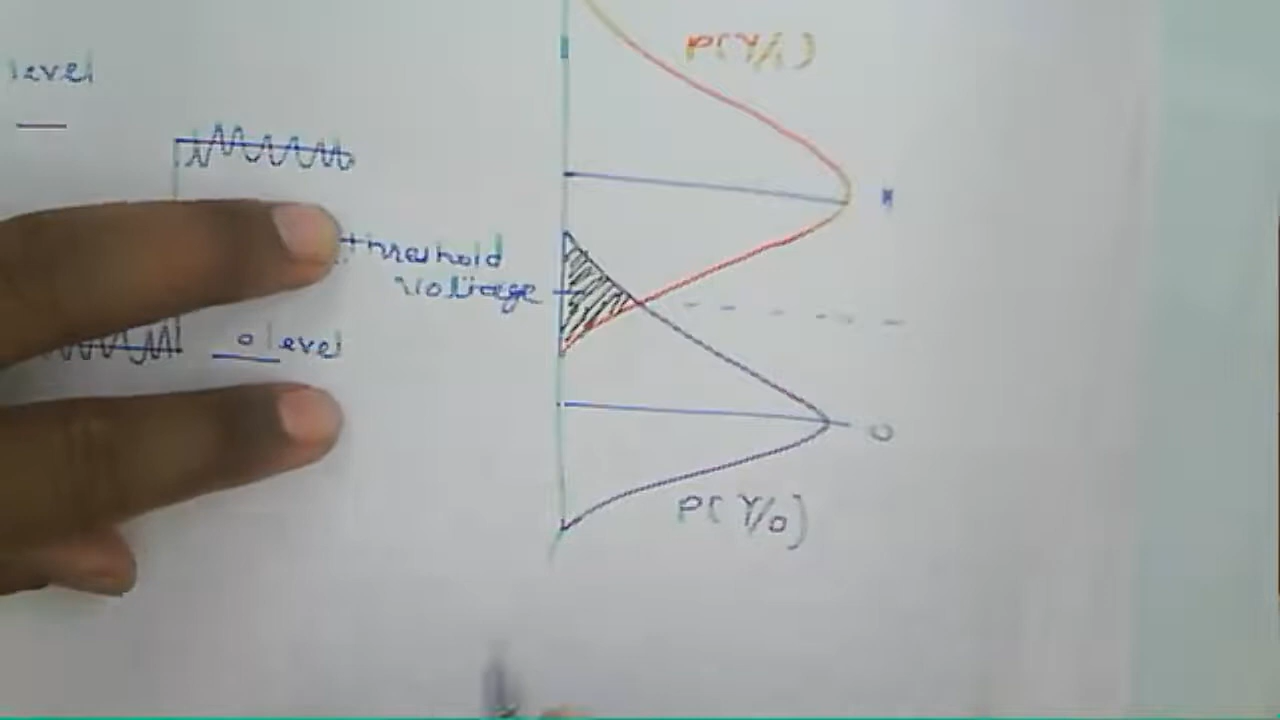 level
P(Y/1)
1
threshold
voltage
0 level
0
P(Y/0)